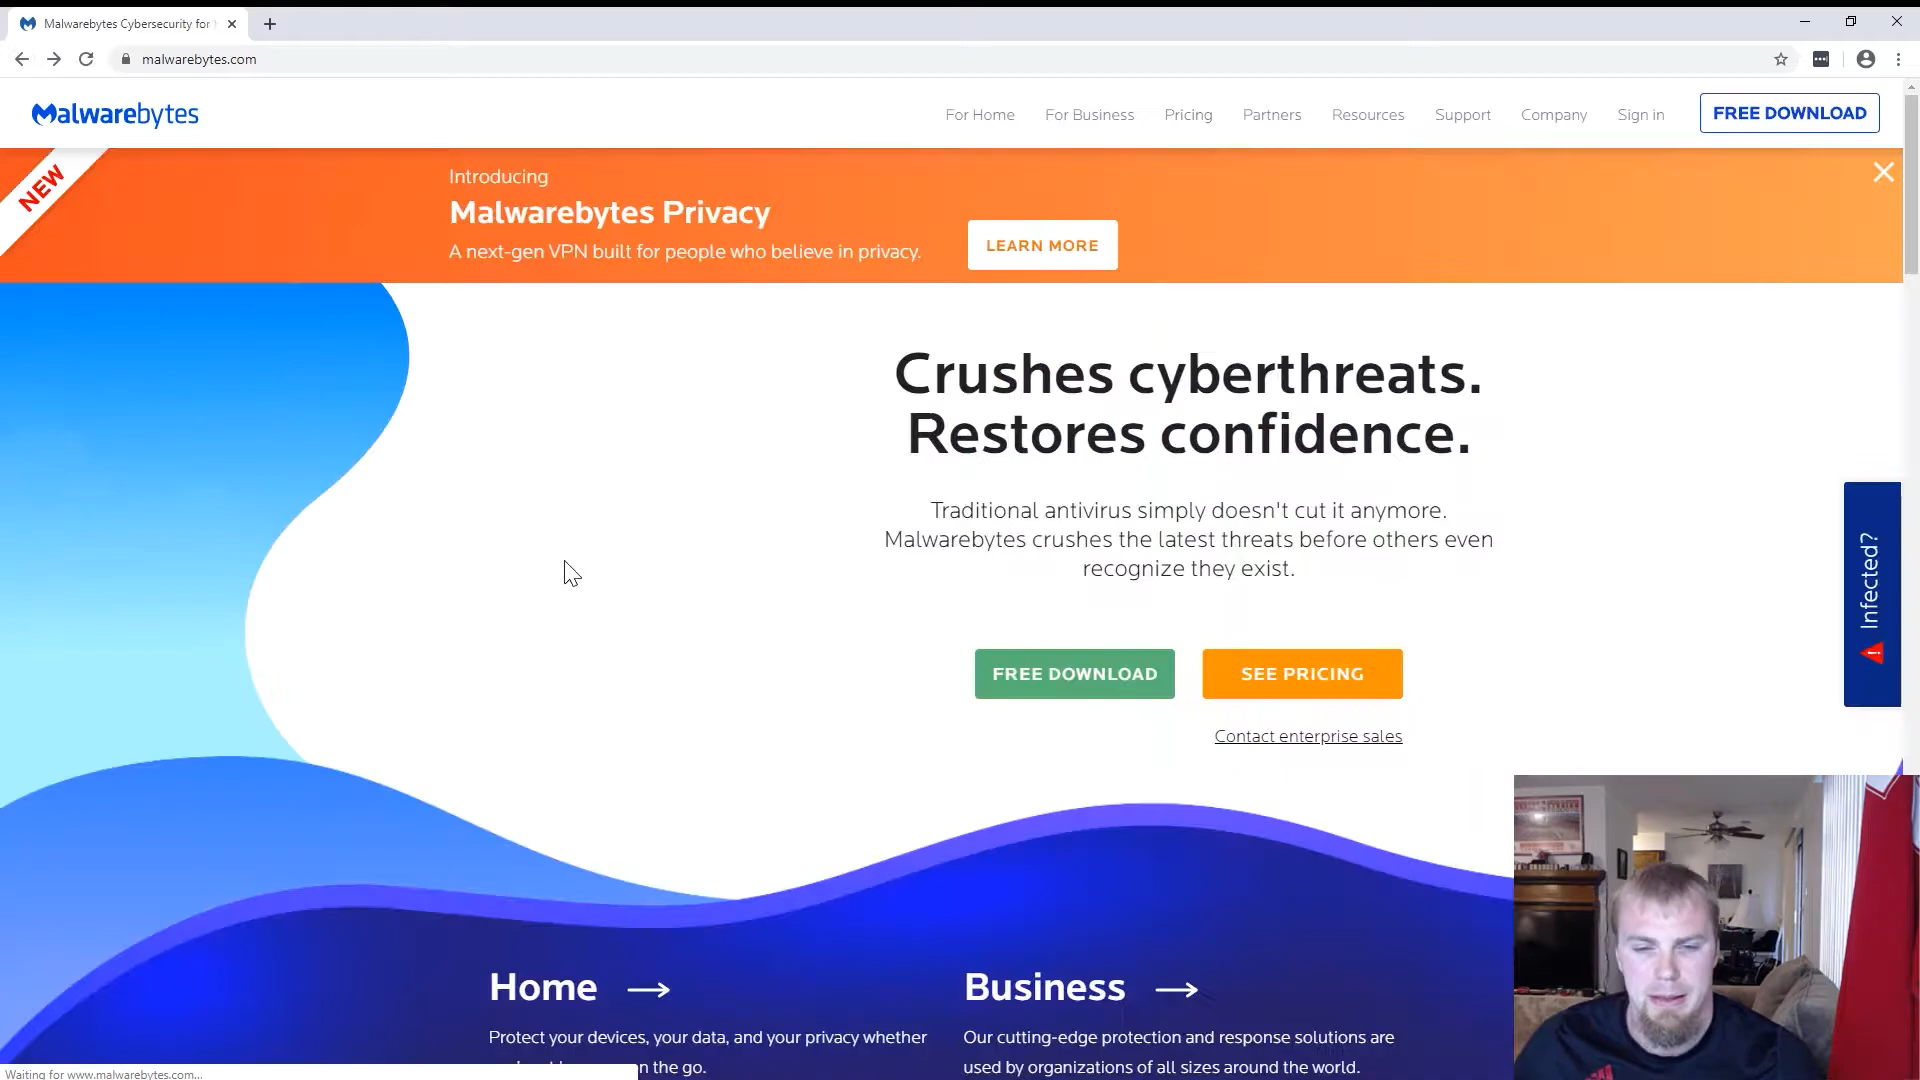 Malwarebytes Cybersecurity for
malwarebytes.com
Malwarebytes
For Home
For Business
Pricing
Partners
Resources
Support
Company
Sign in
FREE DOWNLOAD
NEW
Introducing
Malwarebytes Privacy
A next-gen VPN built for people who believe in privacy.
LEARN MORE
Crushes cyberthreats.
Restores confidence.
Traditional antivirus simply doesn't cut it anymore.
Malwarebytes crushes the latest threats before others even
recognize they exist.
Infected?
FREE DOWNLOAD
SEE PRICING
Contact enterprise sales
Home
Protect your devices, your data, and your privacy whether
n the go.
Business
Our cutting-edge protection and response solutions are
used by organizations of all sizes around the world.
Waiting for www.malwarebytes.com...